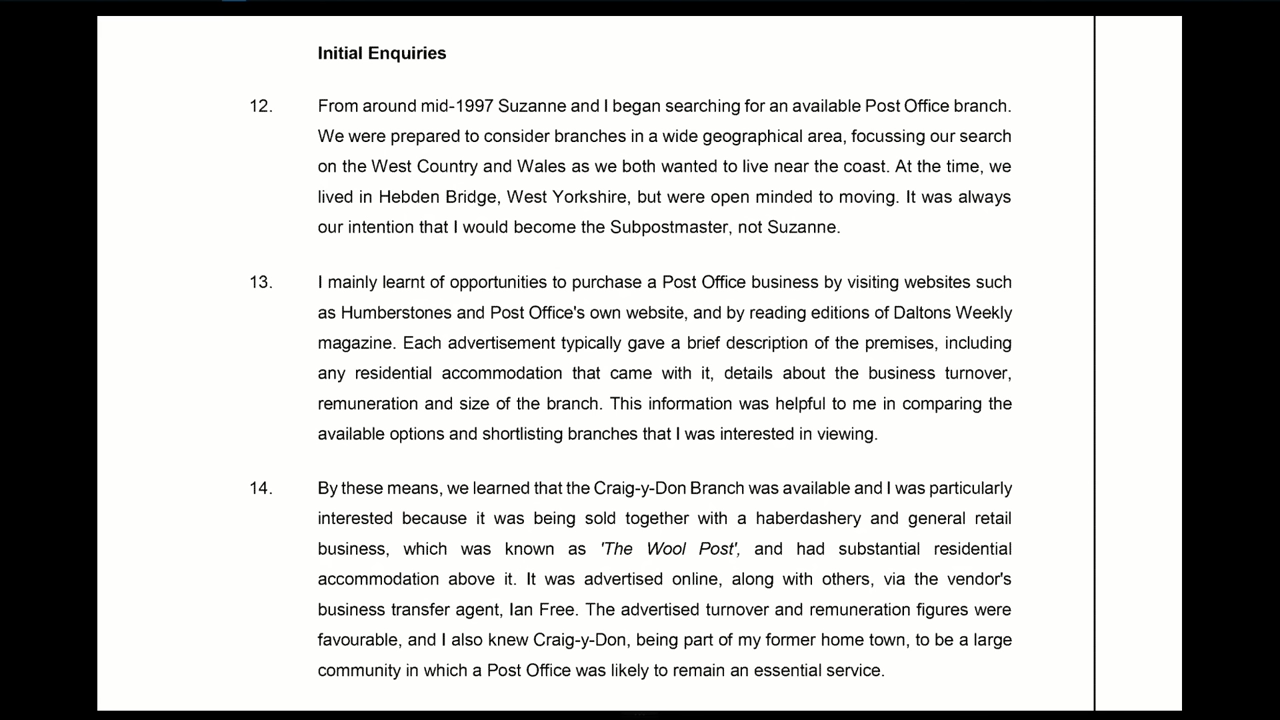 Initial Enquiries
12. From around mid-1997 Suzanne and I began searching for an available Post Office branch.
We were prepared to consider branches in a wide geographical area, focussing our search
on the West Country and Wales as we both wanted to live near the coast. At the time, we
lived in Hebden Bridge, West Yorkshire, but were open minded to moving. It was always
our intention that I would become the Subpostmaster, not Suzanne.
13. I mainly learnt of opportunities to purchase a Post Office business by visiting websites such
as Humberstones and Post Office's own website, and by reading editions of Daltons Weekly
magazine. Each advertisement typically gave a brief description of the premises, including
any residential accommodation that came with it, details about the business turnover,
remuneration and size of the branch. This information was helpful to me in comparing the
available options and shortlisting branches that I was interested in viewing.
14. By these means, we learned that the Craig-y-Don Branch was available and I was particularly
interested because it was being sold together with a haberdashery and general retail
business, which was known as 'The Wool Post', and had substantial residential
accommodation above it. It was advertised online, along with others, via the vendor's
business transfer agent, Ian Free. The advertised turnover and remuneration figures were
favourable, and I also knew Craig-y-Don, being part of my former home town, to be a large
community in which a Post Office was likely to remain an essential service.